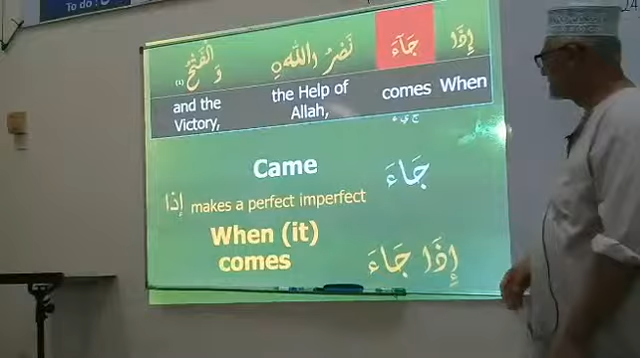 To do :
إِذَا جَآءَ نَصْرُ اللّٰهِ وَ الْفَتْحُ
When comes the Help of Allah, and the Victory,
ج ي ء
Came جَاءَ
إذا makes a perfect imperfect
When (it) comes
إِذَا جَاءَ